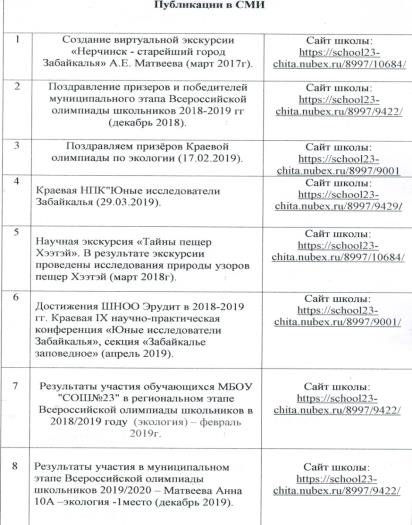 Публикации в СМИ
1
Создание виртуальной экскурсии
«Нерчинск - старейший город
Забайкалья» А.Е. Матвеева (март 2017г).
Сайт школы:
https://school23-
chita.nubex.ru/8997/10684/
2
Поздравление призеров и победителей
муниципального этапа Всероссийской
олимпиады школьников 2018-2019 гг
(декабрь 2018).
Сайт школы:
https://school23-
chita.nubex.ru/8997/9422/
3
Поздравляем призёров Краевой
олимпиады по экологии (17.02.2019).
Сайт школы:
https://school23-
chita.nubex.ru/8997/9001
4
Краевая НПК"Юные исследователи
Забайкалья (29.03.2019).
Сайт школы:
https://school23-
chita.nubex.ru/8997/9429/
5
Научная экскурсия «Тайны пещер
Хээтэй». В результате экскурсии
проведены исследования природы узоров
пещер Хээтэй (март 2018г).
Сайт школы:
https://school23-
chita.nubex.ru/8997/10684/
6
Достижения ШНОО Эрудит в 2018-2019
гг. Краевая IX научно-практическая
конференция «Юные исследователи
Забайкалья», секция «Забайкалье
заповедное» (апрель 2019).
Сайт школы:
https://school23-
chita.nubex.ru/8997/9001/
7
Результаты участия обучающихся МБОУ
"СОШ№23" в региональном этапе
Всероссийской олимпиады школьников в
2018/2019 году (экология) – февраль
2019г.
Сайт школы:
https://school23-
chita.nubex.ru/8997/9422/
8
Результаты участия в муниципальном
этапе Всероссийской олимпиады
школьников 2019/2020 – Матвеева Анна
10А –экология -1место (декабрь 2019).
Сайт школы:
https://school23-
chita.nubex.ru/8997/9422/